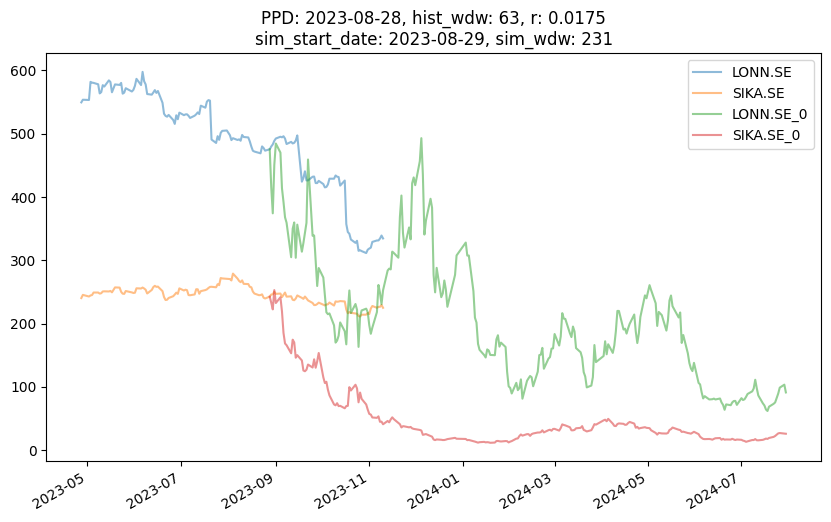 PPD: 2023-08-28, hist_wdw: 63, r: 0.0175
sim_start_date: 2023-08-29, sim_wdw: 231
LONN.SE
SIKA.SE
LONN.SE_0
SIKA.SE_0
600
500
400
300
200
100
0
2023-05
2023-07
2023-09
2023-11
2024-01
2024-03
2024-05
2024-07